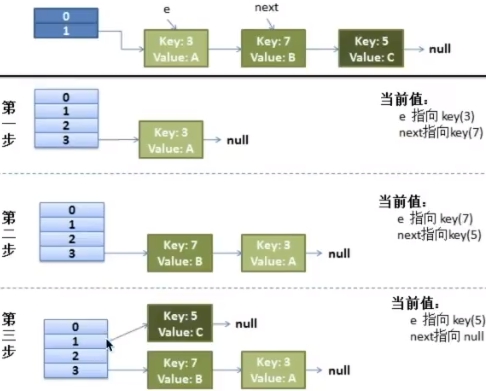 e
next
0
1
Key: 3
Value: A
Key: 7
Value: B
Key: 5
Value: C
null
第一步
0
1
2
3
Key: 3
Value: A
null
当前值：
e 指向 key(3)
next指向key(7)
第二步
0
1
2
3
Key: 7
Value: B
Key: 3
Value: A
null
当前值：
e 指向 key(7)
next指向key(5)
第三步
0
1
2
3
Key: 5
Value: C
null
Key: 7
Value: B
Key: 3
Value: A
null
当前值：
e 指向 key(5)
next指向 null